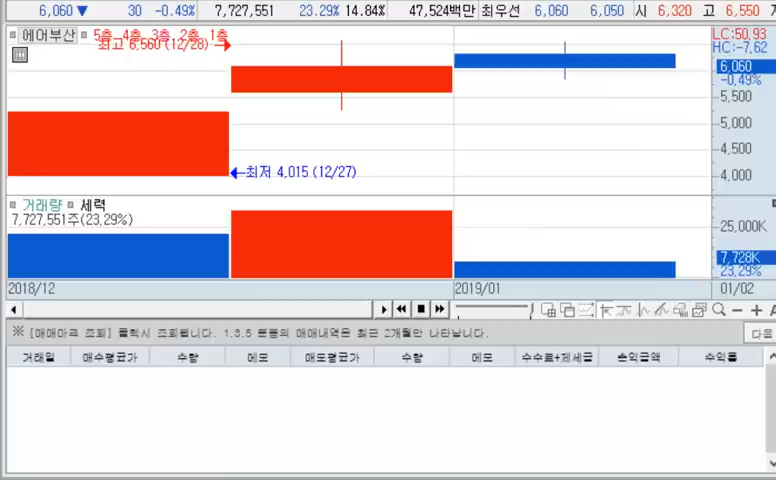 6,060 ▼ 30 -0.49% 7,727,551 23.29% 14.84% 47,524백만 최우선 6,060 6,050 시 6,320 고 6,550
에어부산 5층 4층 3층 2층 1층
LC:50.93
최고 6,560 (12/28)
HC:-7.62
6,060
-0.49%
5,500
5,000
4,500
최저 4,015 (12/27)
4,000
거래량 세력
7,727,551주(23.29%)
25,000K
7,728K
23.29%
2018/12 2019/01 01/02
※ [매매마크 조회] 클릭시 조회됩니다. 1.3.5 분봉의 매매내역은 최근 2개월만 나타납니다. 다음
거래일 매수평균가 수량 메모 매도평균가 수량 메모 수수료+제세금 손익금액 수익률